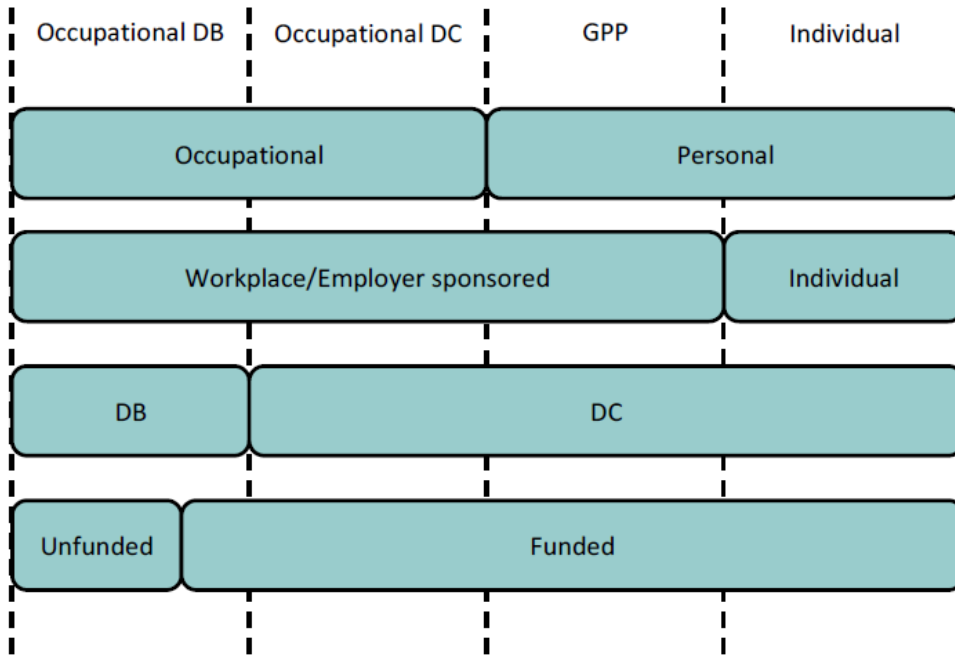 Occupational DB Occupational DC GPP Individual
Occupational Personal
Workplace/Employer sponsored Individual
DB DC
Unfunded Funded